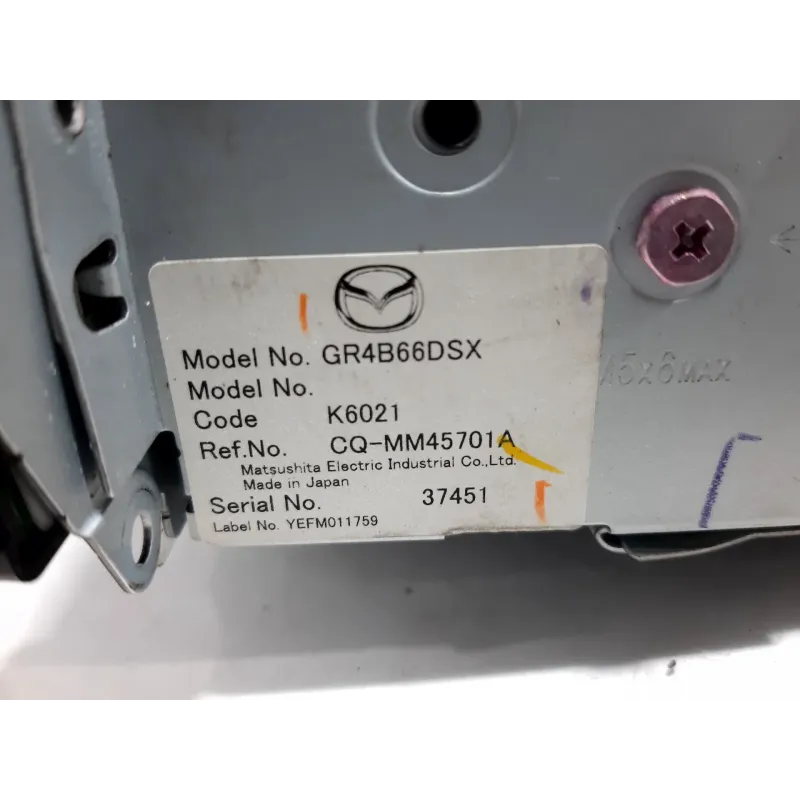 Model No. GR4B66DSX
Model No.
Code K6021
Ref.No. CQ-MM45701A
Matsushita Electric Industrial Co.,Ltd.
Made in Japan
Serial No. 37451
Label No. YEFM011759
M5x6MAX